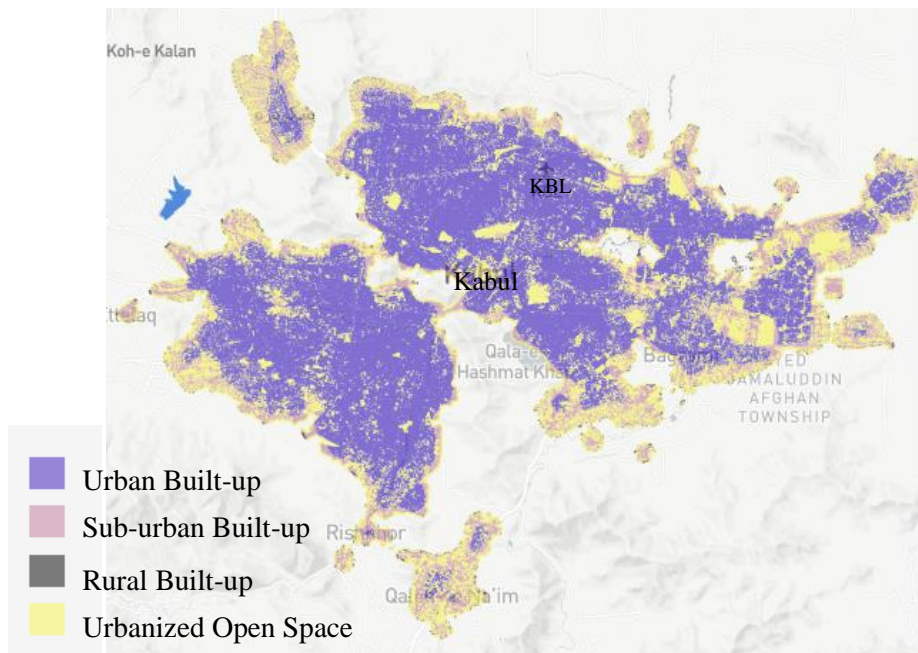 Koh-e Kalan
KBL
Kabul
Qala-e
Hashmat Kha
JAMALUDDIN
AFGHAN
TOWNSHIP
Urban Built-up
Sub-urban Built-up
Rural Built-up
Urbanized Open Space